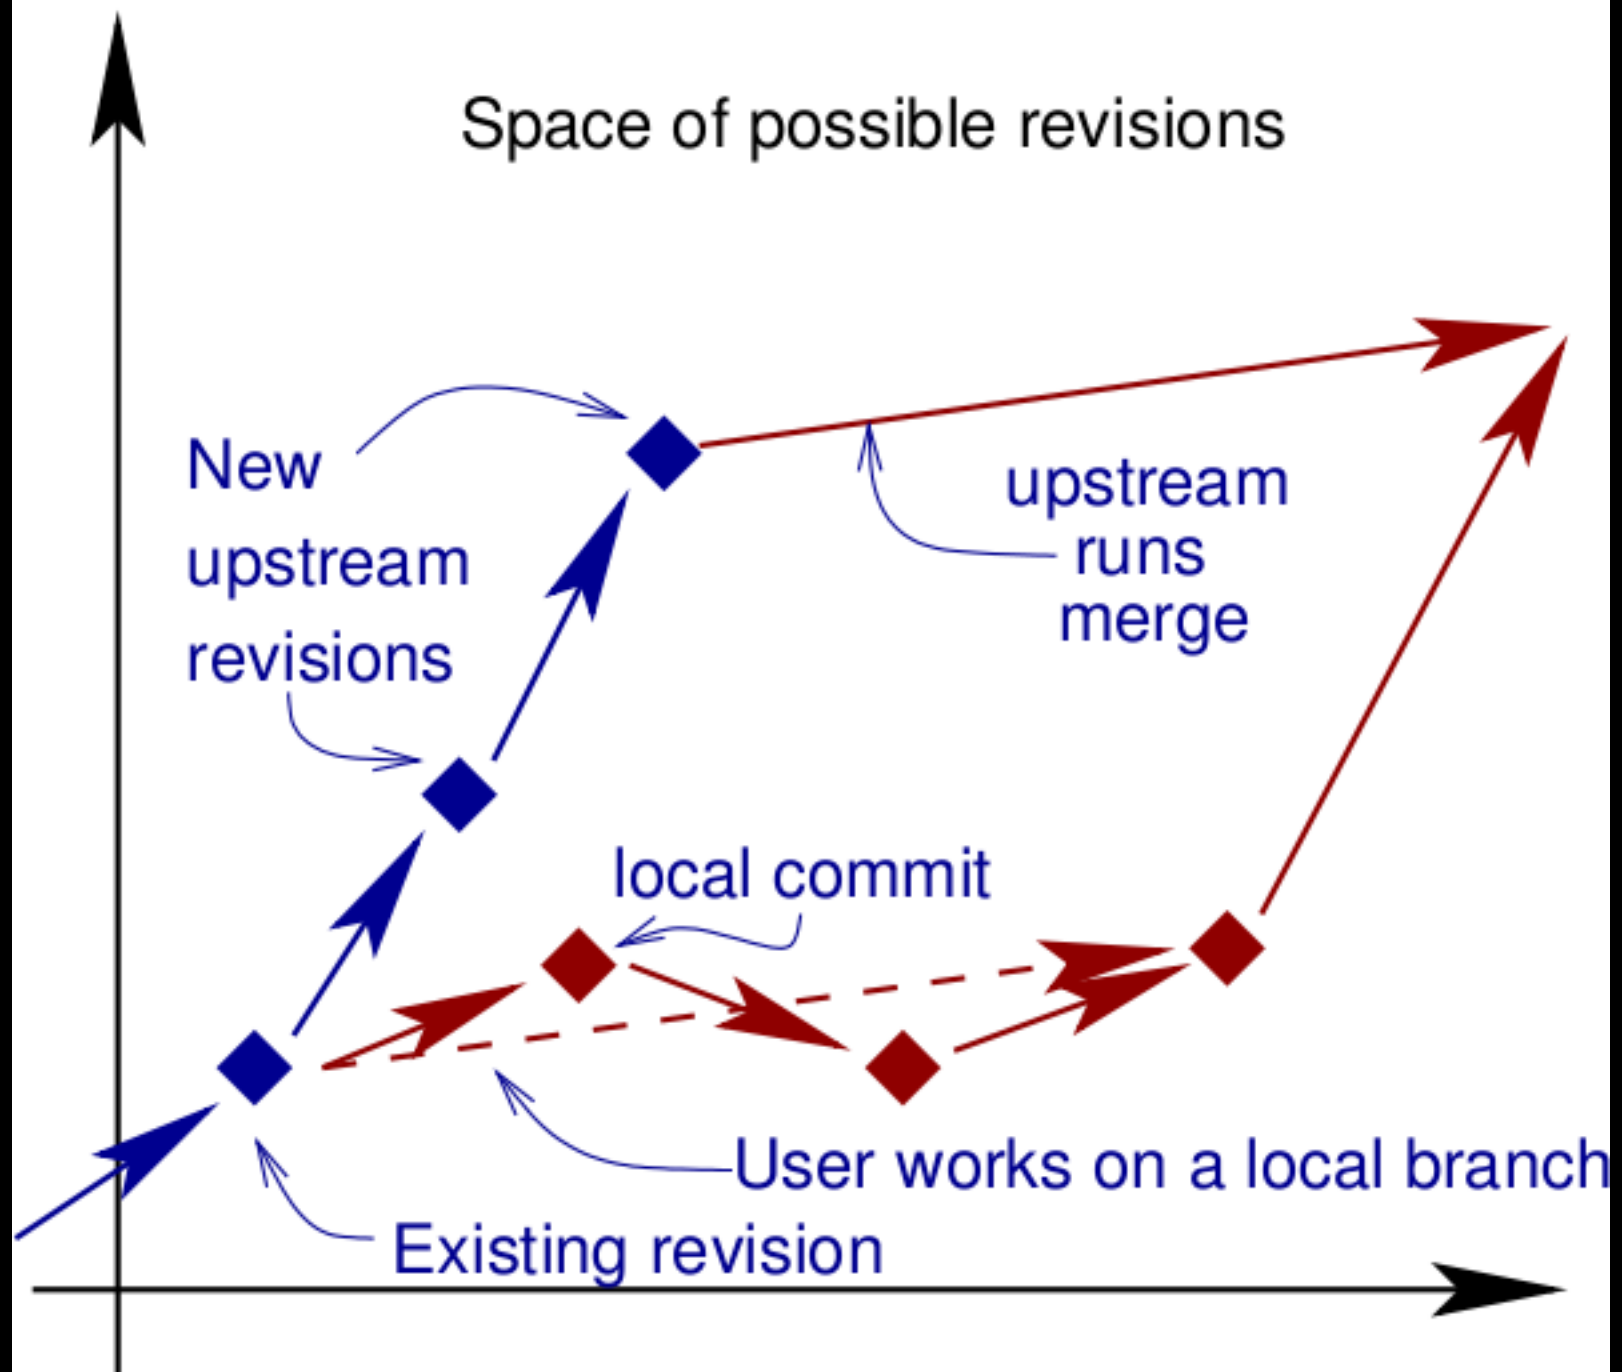 Space of possible revisions
New
upstream
revisions
upstream
runs
merge
local commit
User works on a local branch
Existing revision